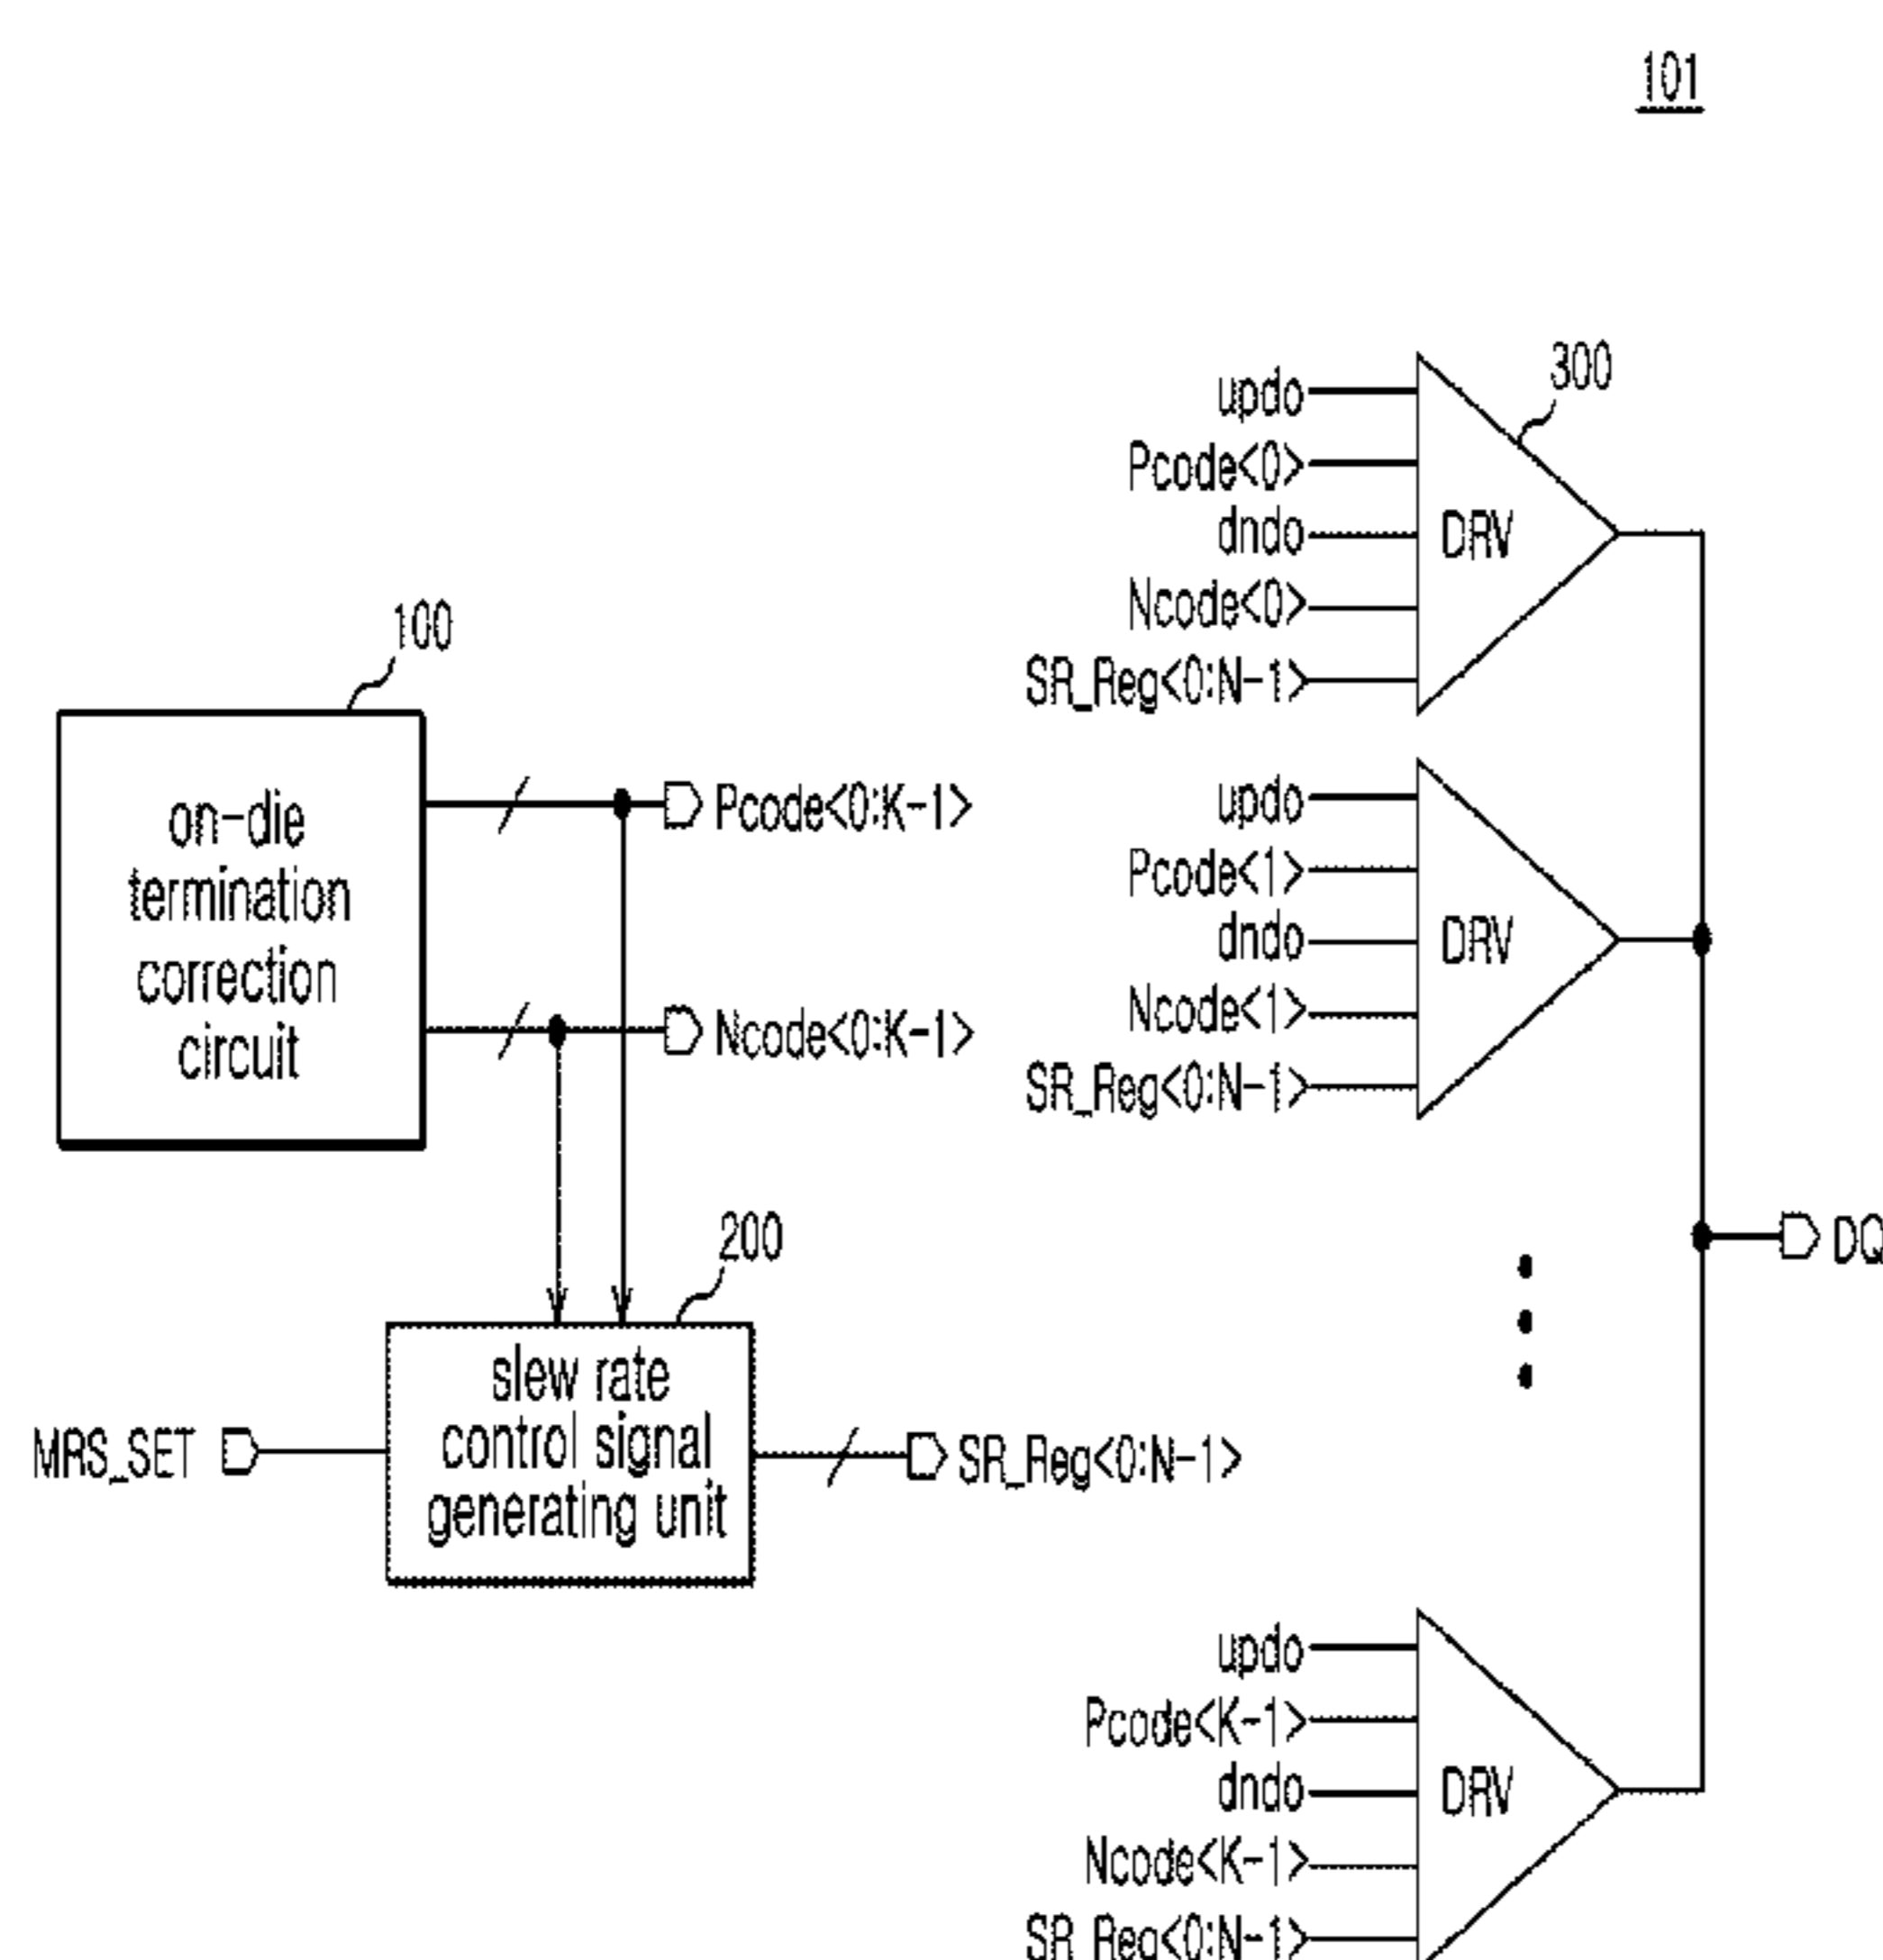 101
300
updo
Pcode<0>
dndo
Ncode<0>
SR_Reg<0:N-1>
DRV
100
on-die
termination
correction
circuit
Pcode<0:K-1>
Ncode<0:K-1>
updo
Pcode<1>
dndo
Ncode<1>
SR_Reg<0:N-1>
DRV
200
MRS_SET
slew rate
control signal
generating unit
SR_Reg<0:N-1>
DQ
updo
Pcode<K-1>
dndo
Ncode<K-1>
SR_Reg<0:N-1>
DRV